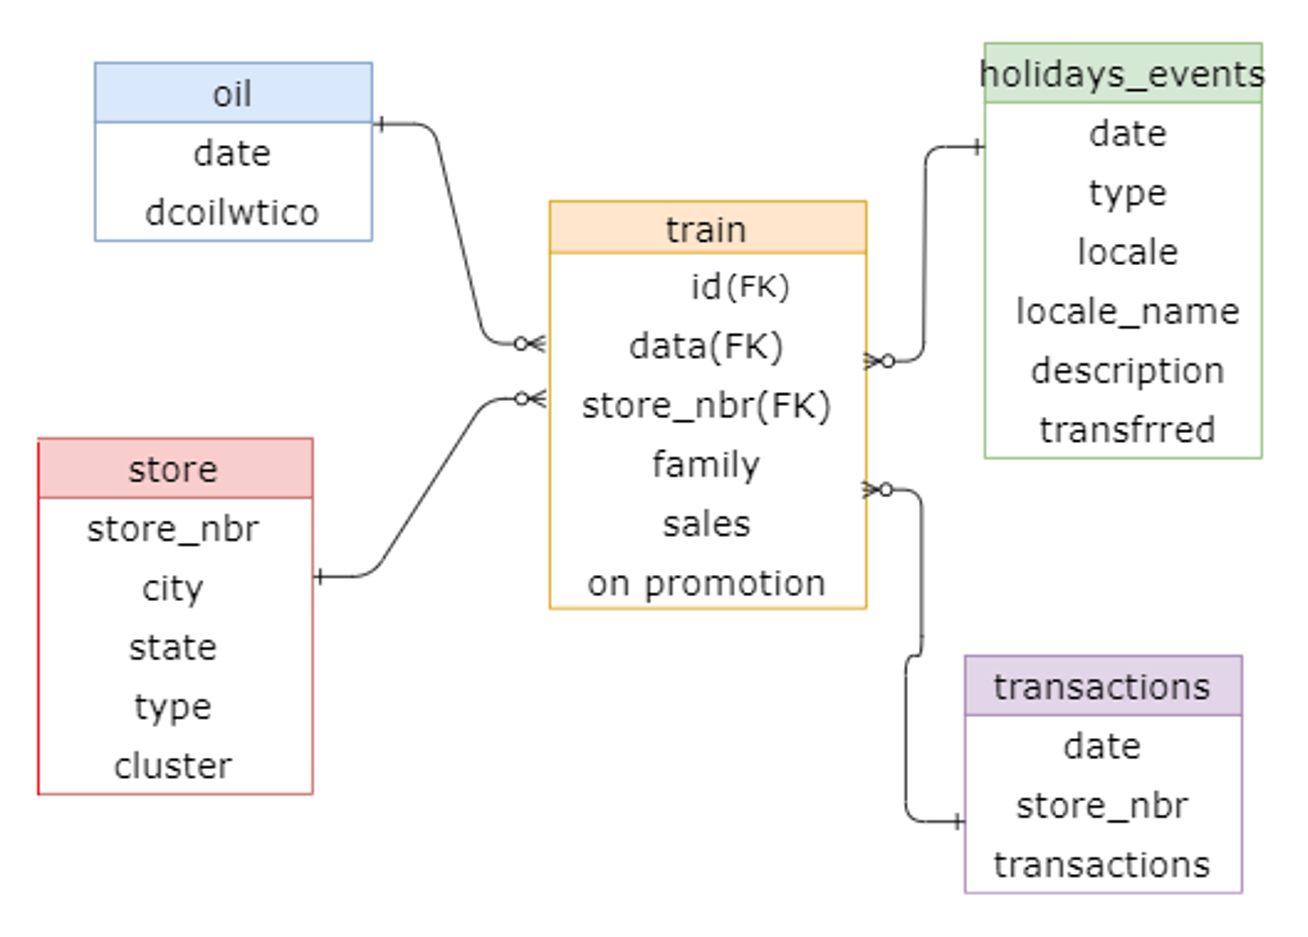 oil
date
dcoilwtico
store
store_nbr
city
state
type
cluster
train
id(FK)
data(FK)
store_nbr(FK)
family
sales
on promotion
holidays_events
date
type
locale
locale_name
description
transfrred
transactions
date
store_nbr
transactions